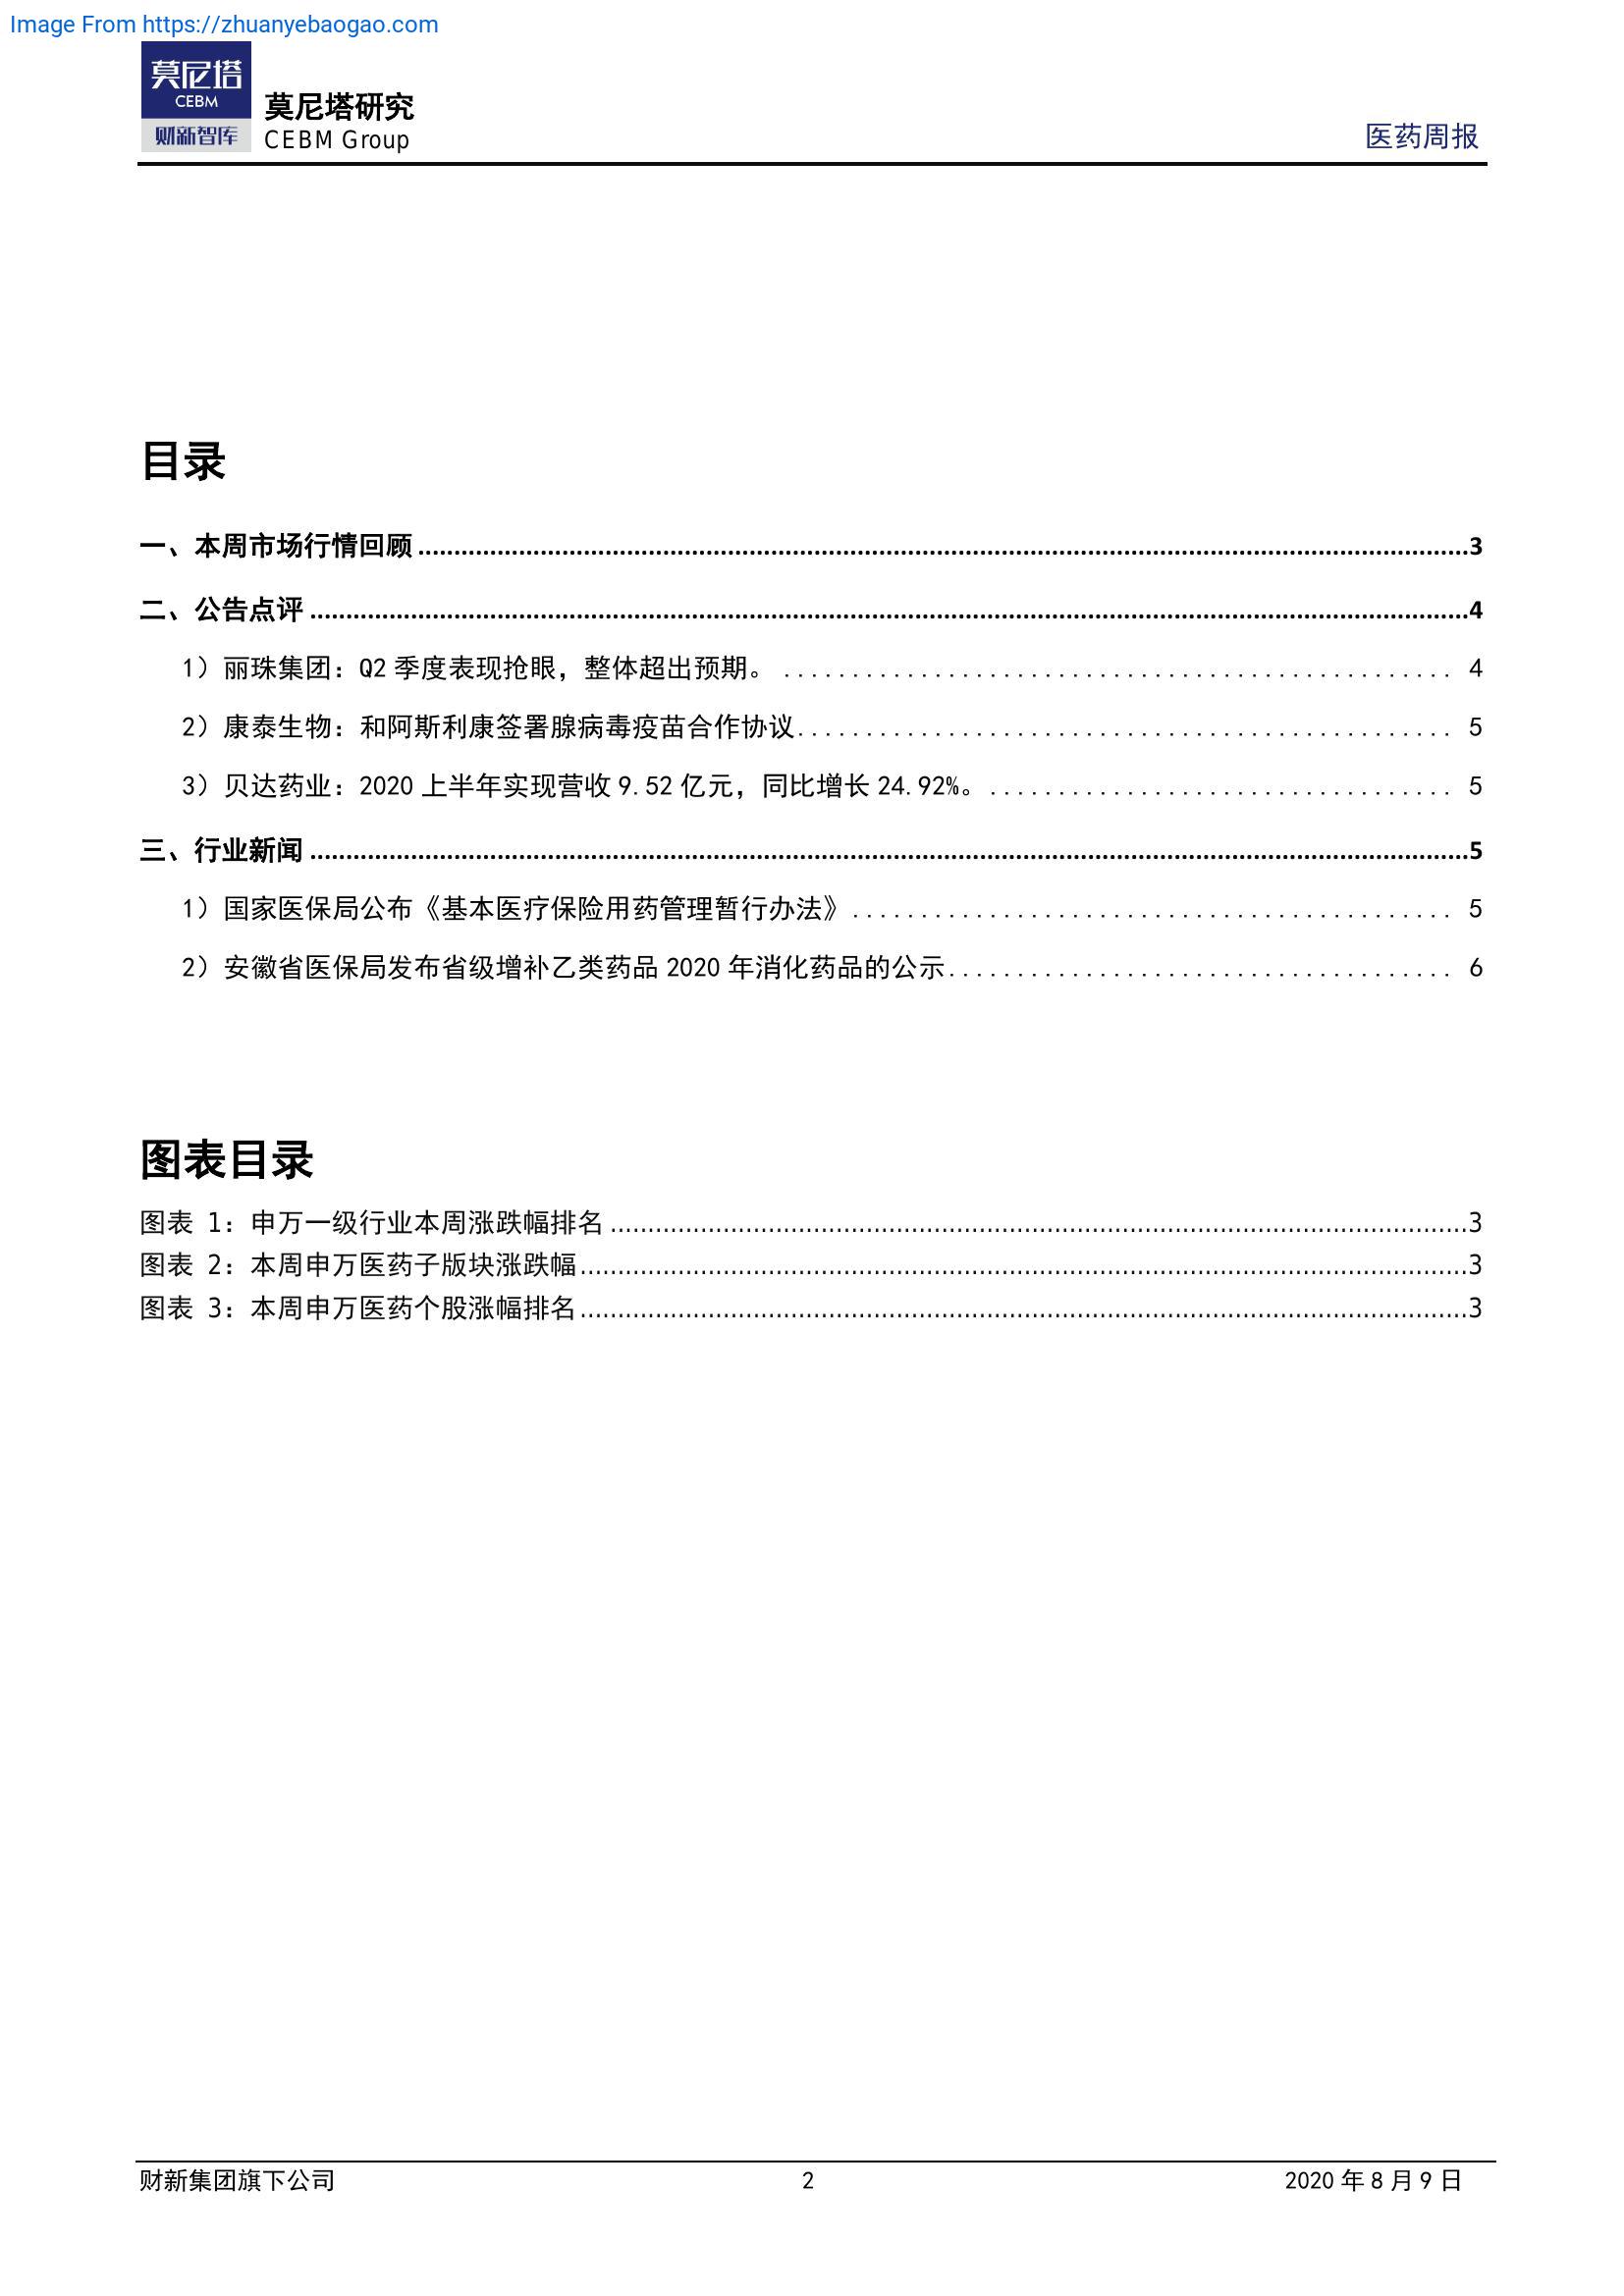 Image From https://zhuanyebaogao.com
莫尼塔
CEBM
财新智库
莫尼塔研究
CEBM Group
医药周报
目录
一、本周市场行情回顾 3
二、公告点评 4
1）丽珠集团：Q2 季度表现抢眼，整体超出预期。 4
2）康泰生物：和阿斯利康签署腺病毒疫苗合作协议 5
3）贝达药业：2020 上半年实现营收 9.52 亿元，同比增长 24.92%。 5
三、行业新闻 5
1）国家医保局公布《基本医疗保险用药管理暂行办法》 5
2）安徽省医保局发布省级增补乙类药品 2020 年消化药品的公示 6
图表目录
图表 1：申万一级行业本周涨跌幅排名 3
图表 2：本周申万医药子版块涨跌幅 3
图表 3：本周申万医药个股涨幅排名 3
财新集团旗下公司
2
2020 年 8 月 9 日